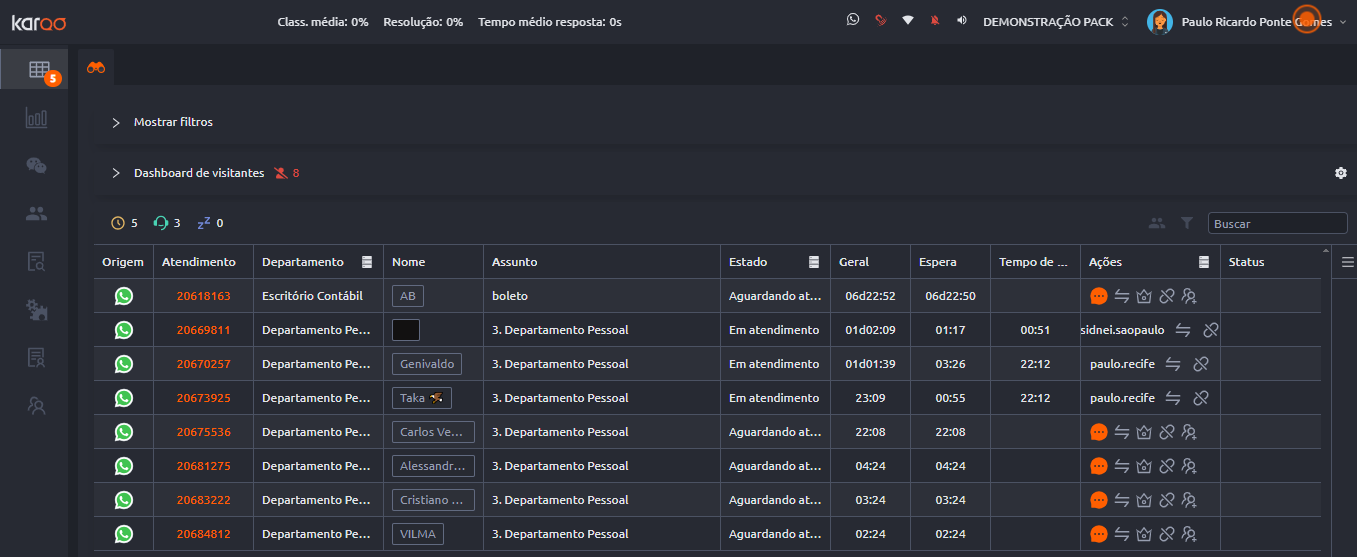 karoo Class. média: 0% Resolução: 0% Tempo médio resposta: 0s DEMONSTRAÇÃO PACK Paulo Ricardo Ponte Gomes
5
Mostrar filtros
Dashboard de visitantes 8
5 3 zZ 0 Buscar
Origem Atendimento Departamento Nome Assunto Estado Geral Espera Tempo de ... Ações Status
20618163 Escritório Contábil AB boleto Aguardando at... 06d22:52 06d22:50
20669811 Departamento Pe... 3. Departamento Pessoal Em atendimento 01d02:09 01:17 00:51 sidnei.saopaulo
20670257 Departamento Pe... Genivaldo 3. Departamento Pessoal Em atendimento 01d01:39 03:26 22:12 paulo.recife
20673925 Departamento Pe... Taka 3. Departamento Pessoal Em atendimento 23:09 00:55 22:12 paulo.recife
20675536 Departamento Pe... Carlos Ve... 3. Departamento Pessoal Aguardando at... 22:08 22:08
20681275 Departamento Pe... Alessandr... 3. Departamento Pessoal Aguardando at... 04:24 04:24
20683222 Departamento Pe... Cristiano ... 3. Departamento Pessoal Aguardando at... 03:24 03:24
20684812 Departamento Pe... VILMA 3. Departamento Pessoal Aguardando at... 02:24 02:24